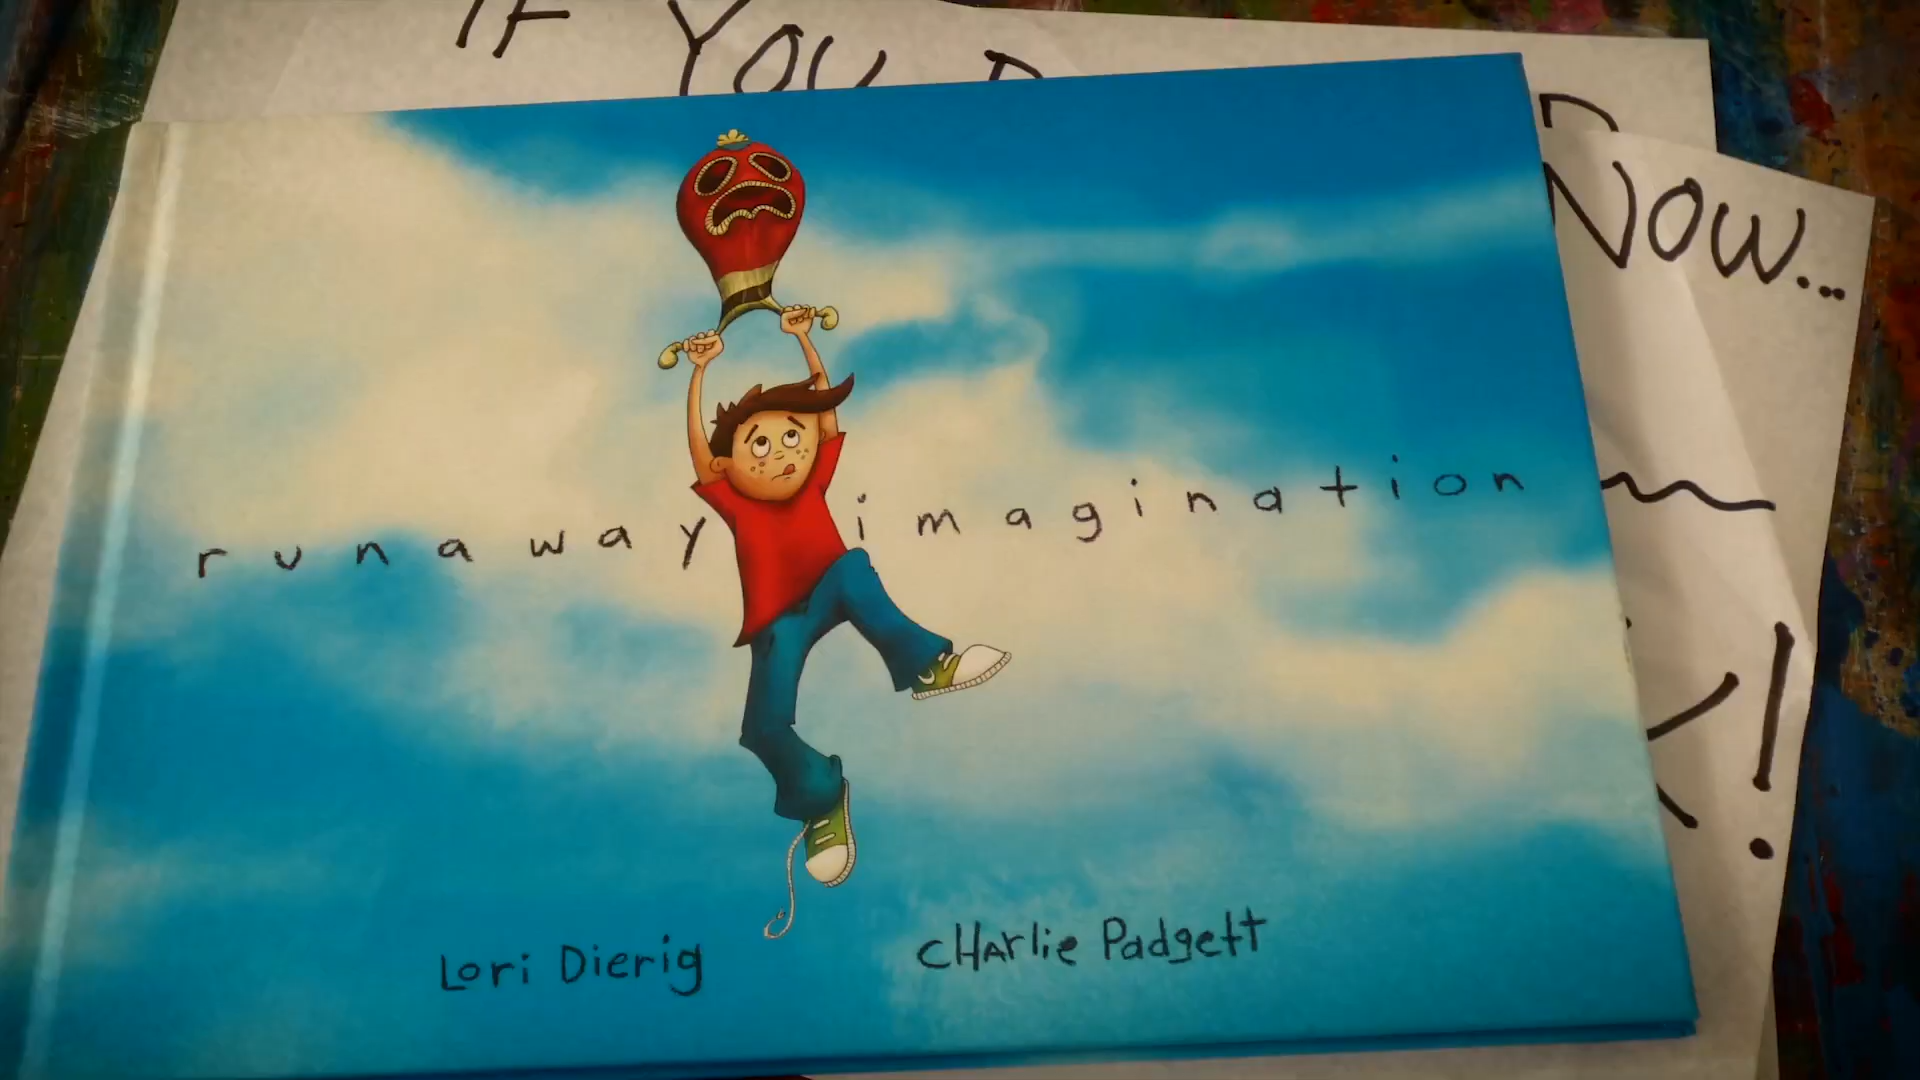 IF YOU
NOW...
runaway imagination
!
Lori Dierig
CHArlie Padgett